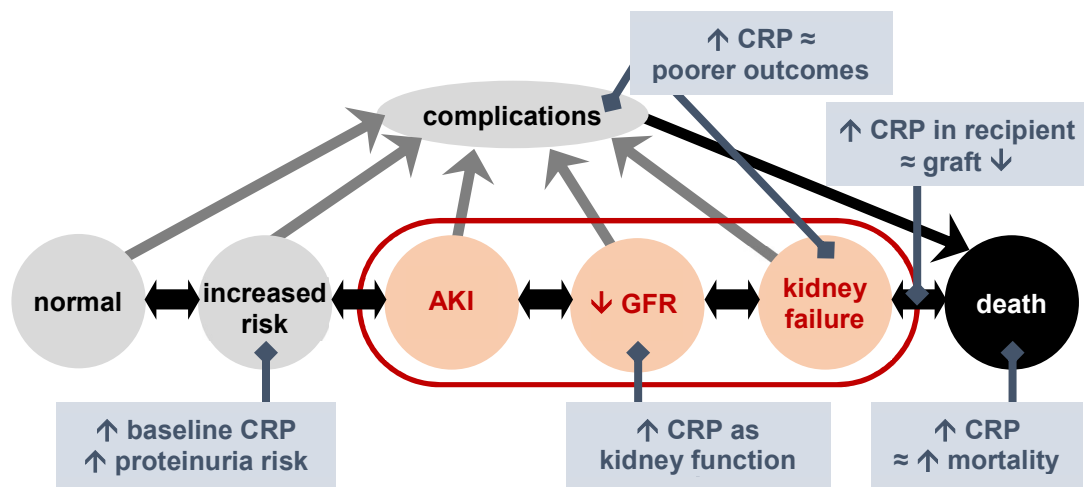 ↑ CRP ≈
poorer outcomes
complications
↑ CRP in recipient
≈ graft ↓
normal
increased
risk
AKI
↓ GFR
kidney
failure
death
↑ baseline CRP
↑ proteinuria risk
↑ CRP as
kidney function
↑ CRP
≈ ↑ mortality